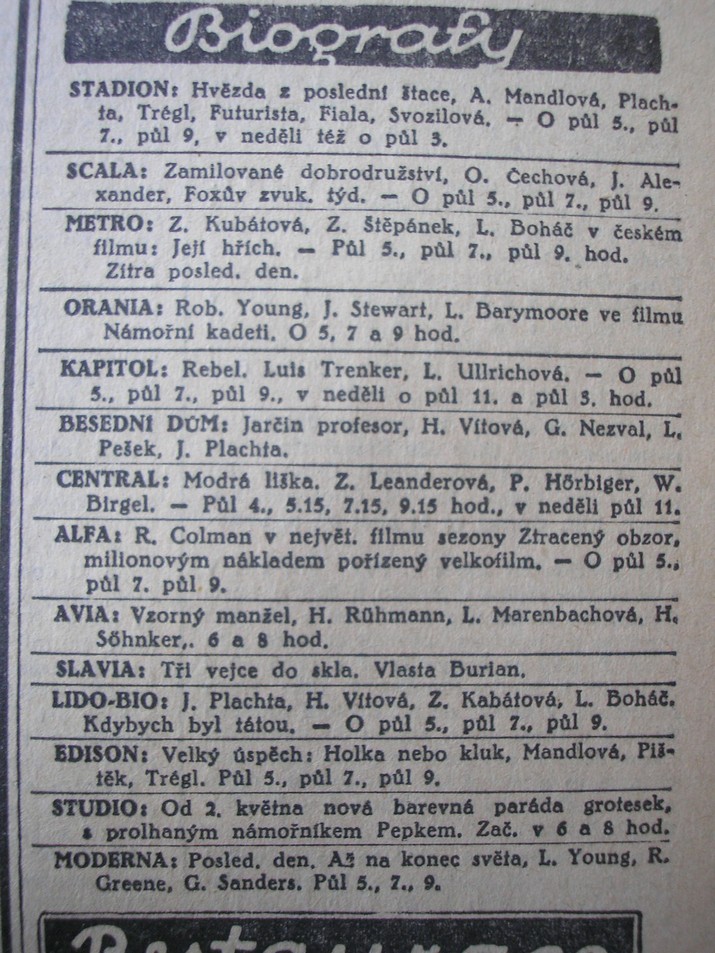 Biografy
STADION: Hvězda z poslední štace, A. Mandlová, Plach-
ta, Trégl, Futurista, Fiala, Svozilová. — O půl 5., půl
7., půl 9, v neděli též o půl 3.
SCALA: Zamilované dobrodružství, O. Čechová, J. Ale-
xander, Foxův zvuk. týd. — O půl 5., půl 7., půl 9.
METRO: Z. Kubátová, Z. Štěpánek, L. Boháč v českém
filmu: Její hřích. — Půl 5., půl 7., půl 9. hod.
Zítra posled. den.
ORANIA: Rob. Young, J. Stewart, L. Barymoore ve filmu
Námořní kadeti. O 5, 7 a 9 hod.
KAPITOL: Rebel. Luis Trenker, L. Ullrichová. — O půl
5., půl 7., půl 9., v neděli o půl 11. a půl 3. hod.
BESEDNÍ DŮM: Jarčin profesor, H. Vítová, G. Nezval, L.
Pešek, J. Plachta.
CENTRAL: Modrá liška. Z. Leanderová, P. Hörbiger, W.
Birgel. — Půl 4., 5.15, 7.15, 9.15 hod., v neděli půl 11.
ALFA: R. Colman v největ. filmu sezony Ztracený obzor,
milionovým nákladem pořízený velkofilm. — O půl 5.,
půl 7. půl 9.
AVIA: Vzorný manžel, H. Rühmann, L. Marenbachová, H.
Söhnker,. 6 a 8 hod.
SLAVIA: Tři vejce do skla. Vlasta Burian.
LIDO-BIO: J. Plachta, H. Vítová, Z. Kabátová, L. Boháč.
Kdybych byl tátou. — O půl 5., půl 7., půl 9.
EDISON: Velký úspěch: Holka nebo kluk, Mandlová, Piš-
těk, Trégl. Půl 5., půl 7., půl 9.
STUDIO: Od 2. května nová barevná paráda grotesek,
s prolhaným námořníkem Pepkem. Zač. v 6 a 8 hod.
MODERNA: Posled. den. Až na konec světa, L. Young, R.
Greene, G. Sanders. Půl 5., 7., 9.